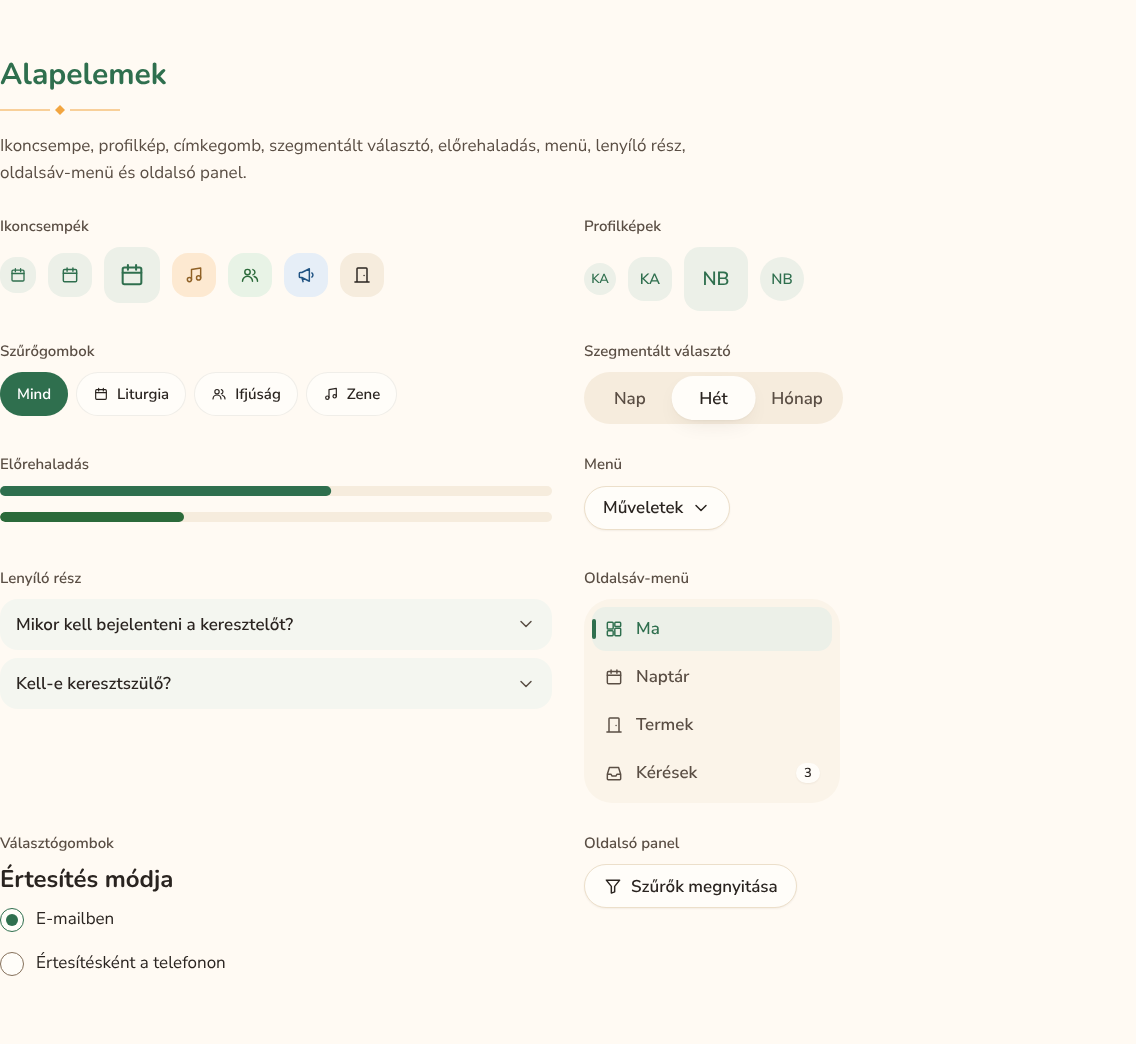 Alapelemek
Ikoncsempe, profilkép, címkegomb, szegmentált választó, előrehaladás, menü, lenyíló rész,
oldalsáv-menü és oldalsó panel.
Ikoncsempék
Profilképek
KA KA NB NB
Szűrőgombok
Mind Liturgia Ifjúság Zene
Szegmentált választó
Nap Hét Hónap
Előrehaladás
Menü
Műveletek
Lenyíló rész
Mikor kell bejelenteni a keresztelőt?
Kell-e keresztszülő?
Oldalsáv-menü
Ma
Naptár
Termek
Kérések 3
Választógombok
Értesítés módja
E-mailben
Értesítésként a telefonon
Oldalsó panel
Szűrők megnyitása